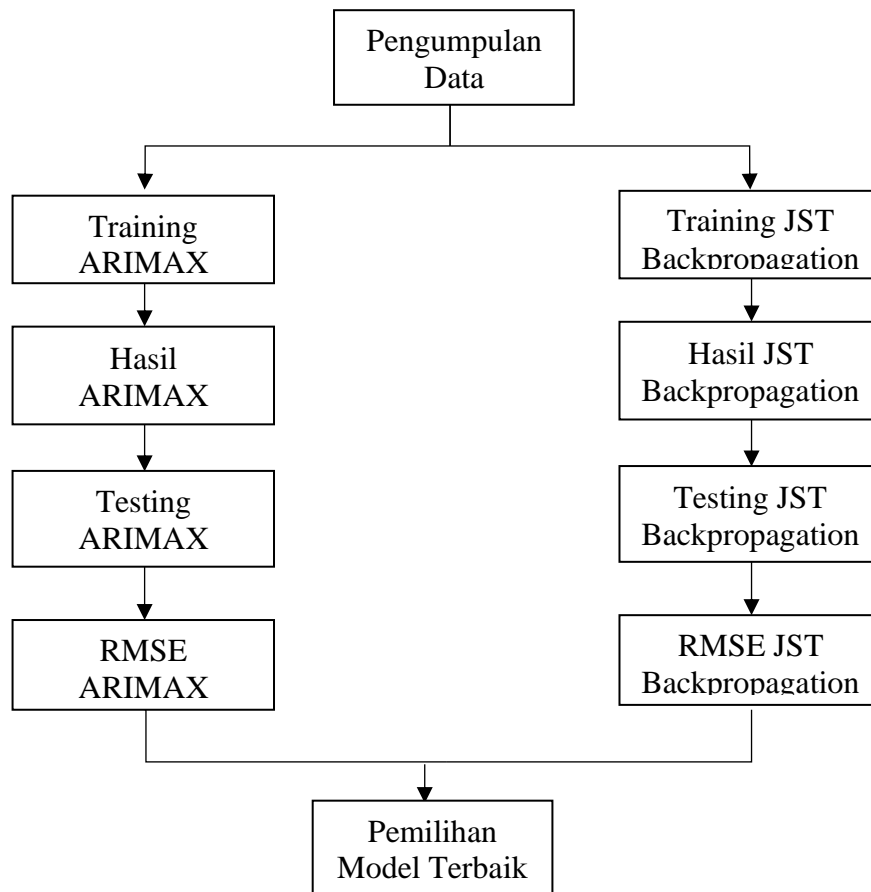 Pengumpulan
Data
Training
ARIMAX
Training JST
Backpropagation
Hasil
ARIMAX
Hasil JST
Backpropagation
Testing
ARIMAX
Testing JST
Backpropagation
RMSE
ARIMAX
RMSE JST
Backpropagation
Pemilihan
Model Terbaik